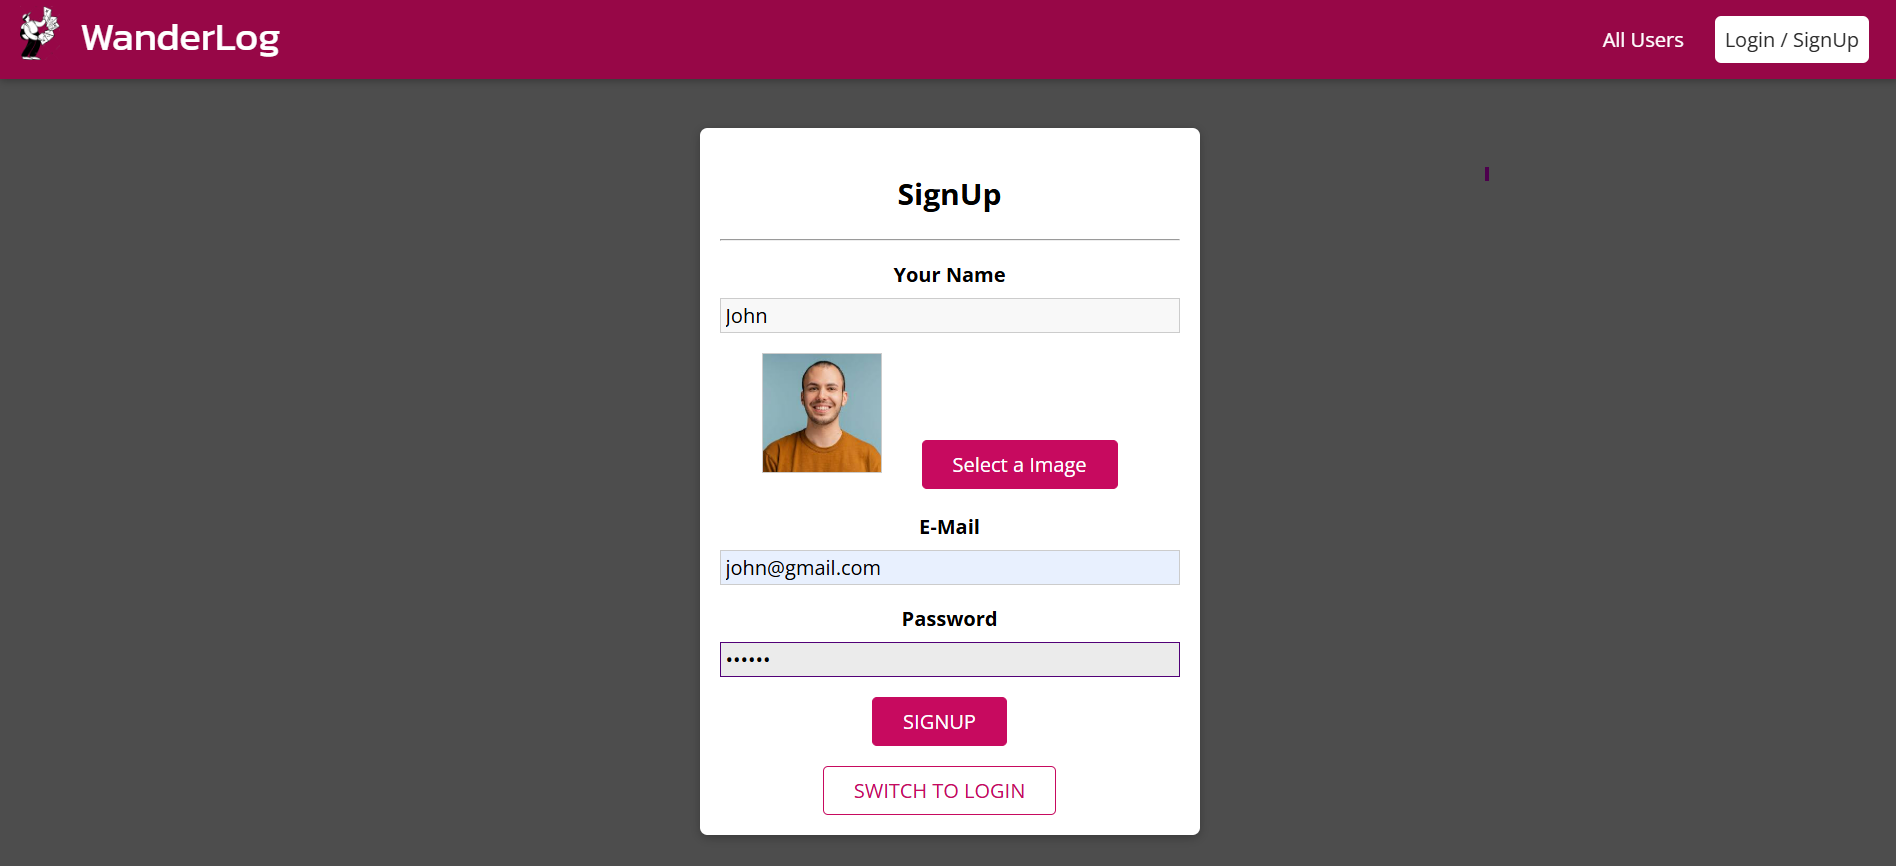 WanderLog
All Users
Login / SignUp
SignUp
Your Name
John
Select a Image
E-Mail
john@gmail.com
Password
••••••
SIGNUP
SWITCH TO LOGIN